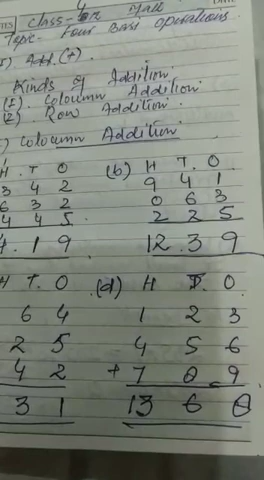 Class-
Topic- Four Basic operations.
Add. (+)
Kinds of Addition.
(1). Coloumn Addition
(2). Row Addition.
Coloumn Addition
H . T O (b) H T. O
3 4 2 9 4 1
6 3 2 0 6 3
4 4 5 2 2 5
4. 1 9 12. 3 9
H T O (d) H T. O
6 4 1 2 3
2 5 4 5 6
4 2 + 7 8 9
3 1 13 6 8